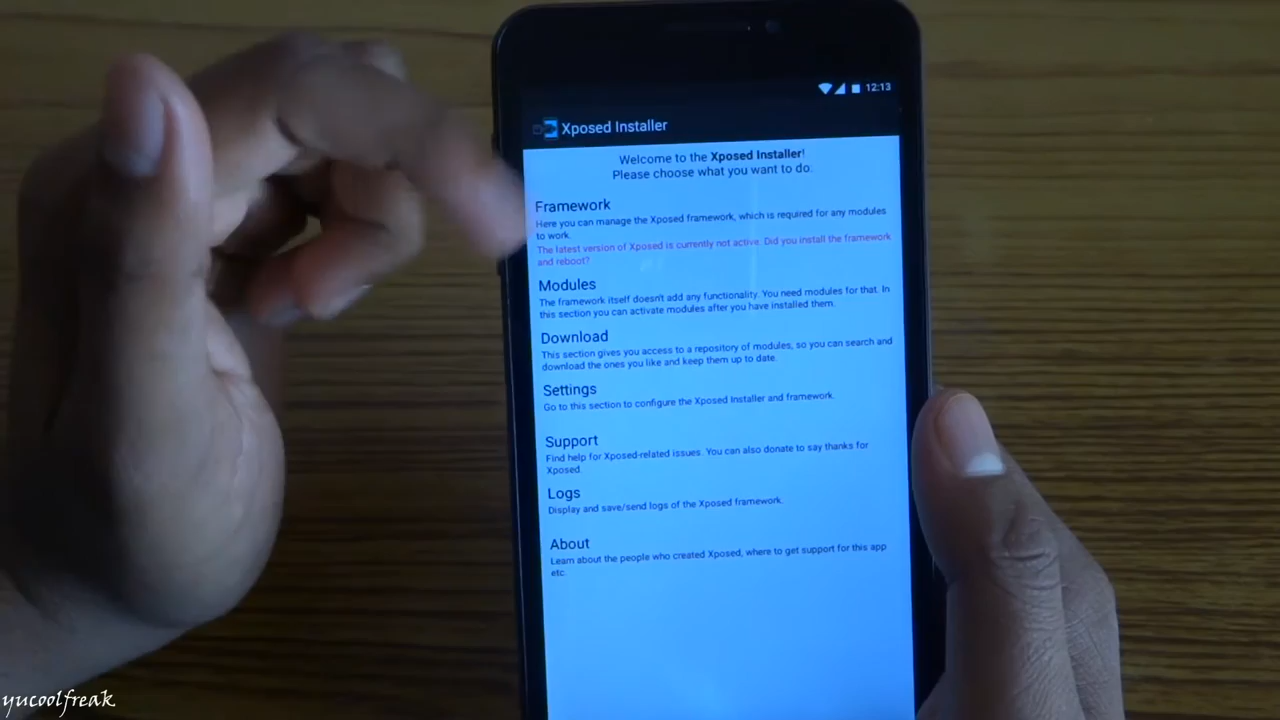 12:13
Xposed Installer
Welcome to the Xposed Installer!
Please choose what you want to do.
Framework
Here you can manage the Xposed framework, which is required for any modules
to work.
The latest version of Xposed is currently not active. Did you install the framework
and reboot?
Modules
The framework itself doesn't add any functionality. You need modules for that. In
this section you can activate modules after you have installed them.
Download
This section gives you access to a repository of modules, so you can search and
download the ones you like and keep them up to date.
Settings
Go to this section to configure the Xposed Installer and framework.
Support
Find help for Xposed-related issues. You can also donate to say thanks for
Xposed.
Logs
Display and save/send logs of the Xposed framework.
About
Learn about the people who created Xposed, where to get support for this app
etc.
yucoolfreak